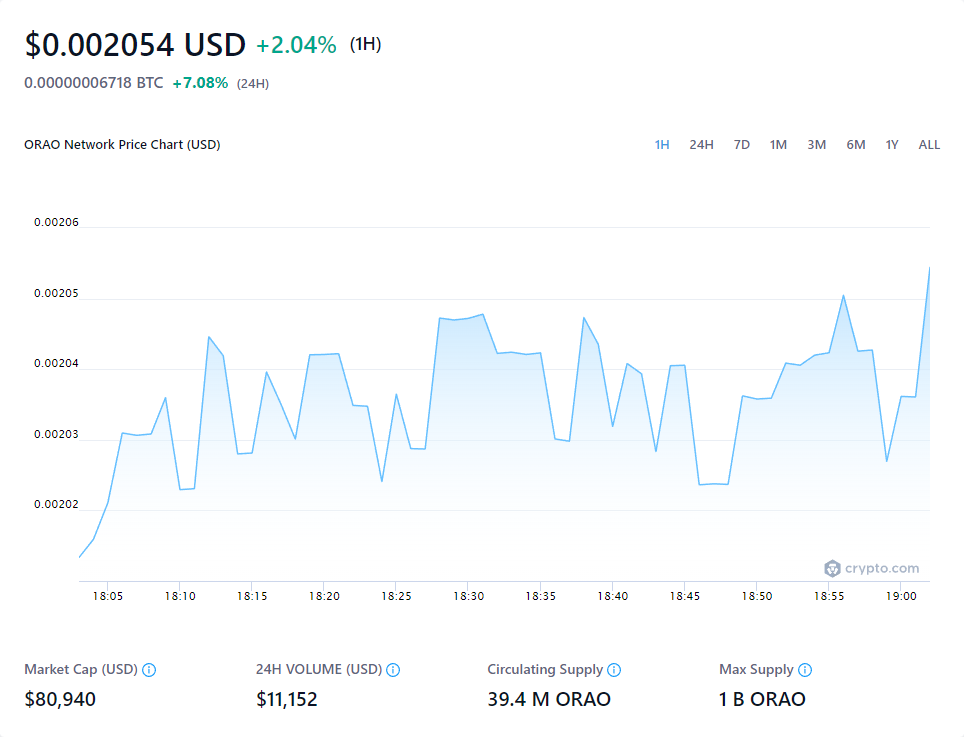 $0.002054 USD +2.04% (1H)
0.00000006718 BTC +7.08% (24H)
ORAO Network Price Chart (USD) 1H 24H 7D 1M 3M 6M 1Y ALL
0.00206
0.00205
0.00204
0.00203
0.00202
crypto.com
18:05 18:10 18:15 18:20 18:25 18:30 18:35 18:40 18:45 18:50 18:55 19:00
Market Cap (USD) 24H VOLUME (USD) Circulating Supply Max Supply
$80,940 $11,152 39.4 M ORAO 1 B ORAO